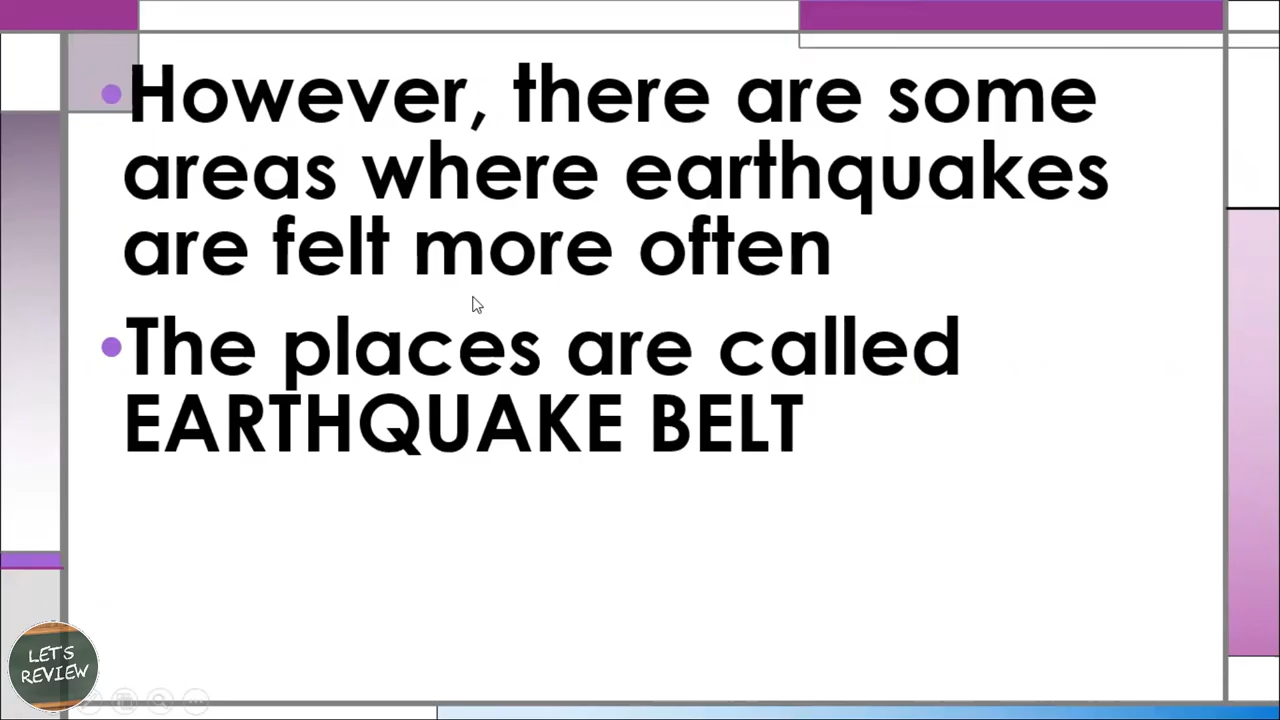 •However, there are some
areas where earthquakes
are felt more often
•The places are called
EARTHQUAKE BELT
LET'S
REVIEW